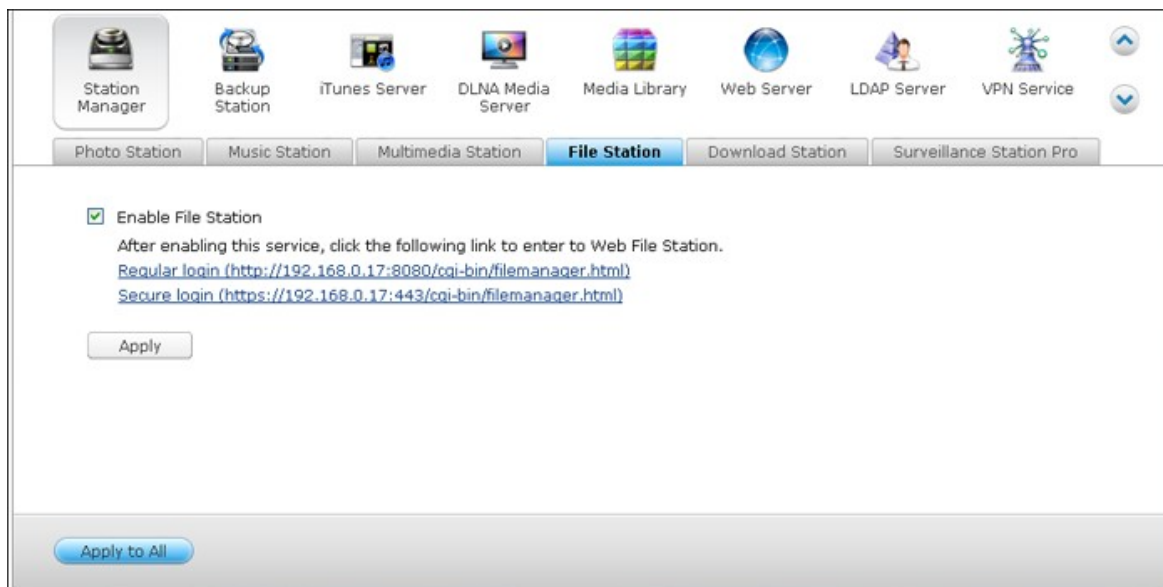 Station Manager
Backup Station
iTunes Server
DLNA Media Server
Media Library
Web Server
LDAP Server
VPN Service
Photo Station
Music Station
Multimedia Station
File Station
Download Station
Surveillance Station Pro
Enable File Station
After enabling this service, click the following link to enter to Web File Station.
Regular login (http://192.168.0.17:8080/cgi-bin/filemanager.html)
Secure login (https://192.168.0.17:443/cgi-bin/filemanager.html)
Apply
Apply to All